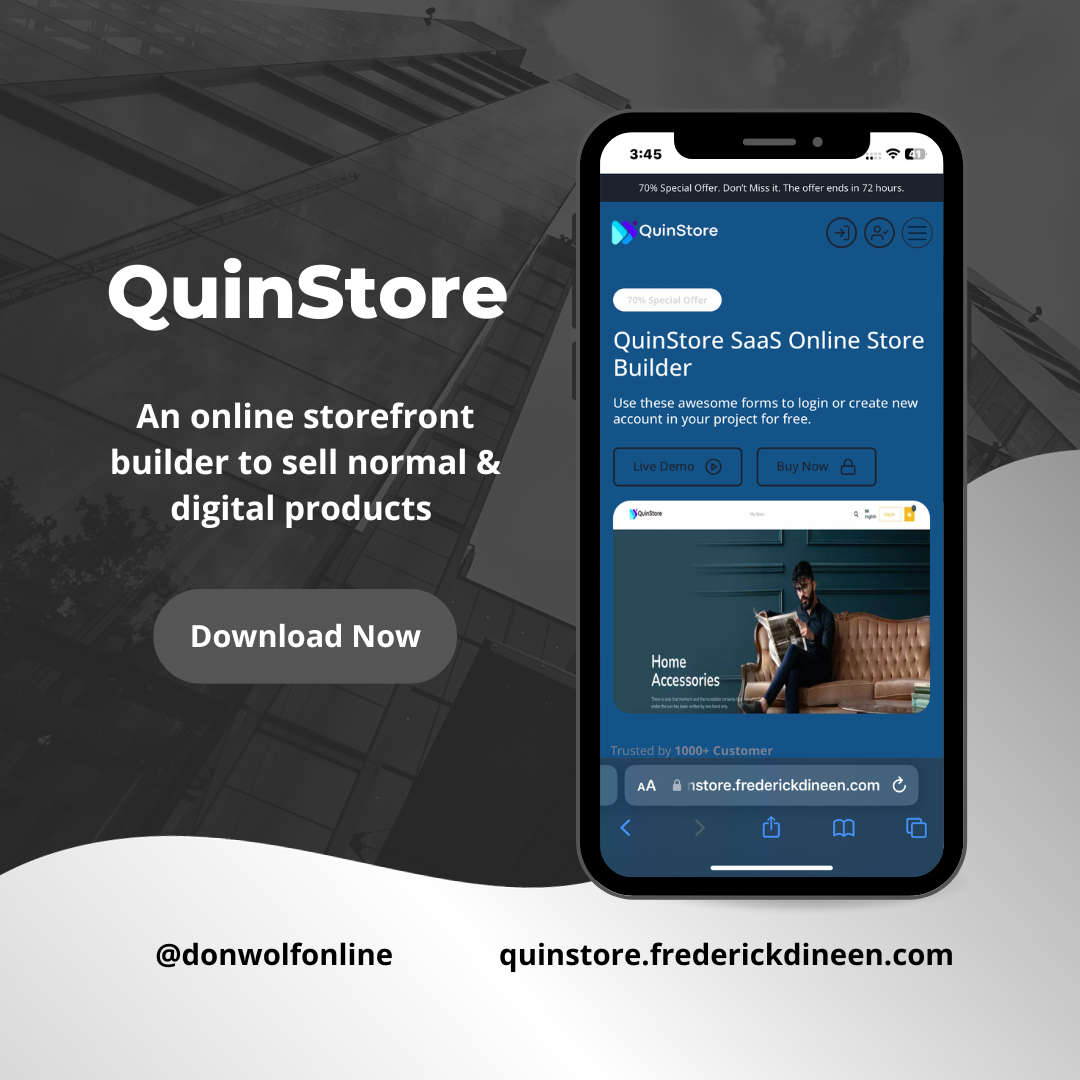 QuinStore
An online storefront
builder to sell normal &
digital products
Download Now
3:45
41
70% Special Offer. Don't Miss it. The offer ends in 72 hours.
QuinStore
70% Special Offer
QuinStore SaaS Online Store
Builder
Use these awesome forms to login or create new
account in your project for free.
Live Demo
Buy Now
QuinStore
English
Home
Accessories
Trusted by 1000+ Customer
AA
nstore.frederickdineen.com
@donwolfonline
quinstore.frederickdineen.com